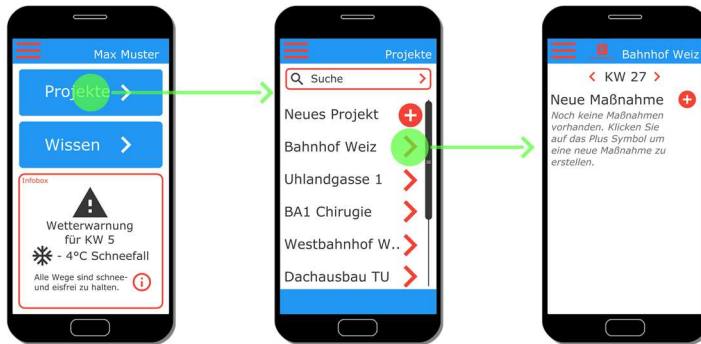 Max Muster
Projekte
Wissen
Infobox
Wetterwarnung
für KW 5
- 4°C Schneefall
Alle Wege sind schnee-
und eisfrei zu halten.
Projekte
Suche
Neues Projekt
Bahnhof Weiz
Uhlandgasse 1
BA1 Chirugie
Westbahnhof W..
Dachausbau TU
Bahnhof Weiz
KW 27
Neue Maßnahme
Noch keine Maßnahmen
vorhanden. Klicken Sie
auf das Plus Symbol um
eine neue Maßnahme zu
erstellen.